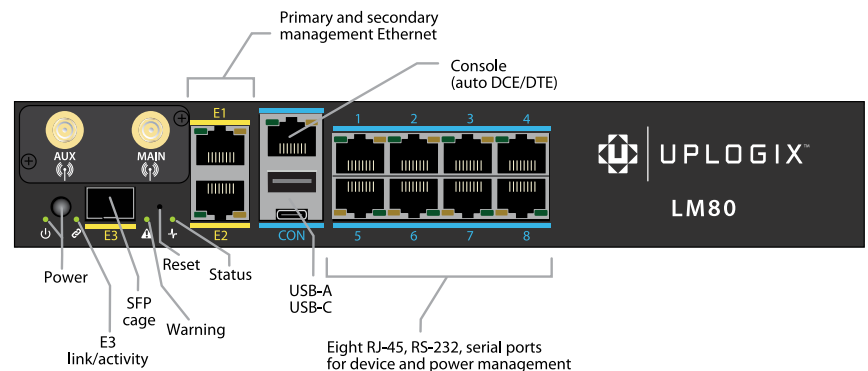 Primary and secondary
management Ethernet
Console
(auto DCE/DTE)
E1
1 2 3 4
AUX
MAIN
UPLOGIX™
LM80
E3
E2
CON
5 6 7 8
Power
Reset
Status
SFP
cage
Warning
E3
link/activity
USB-A
USB-C
Eight RJ-45, RS-232, serial ports
for device and power management